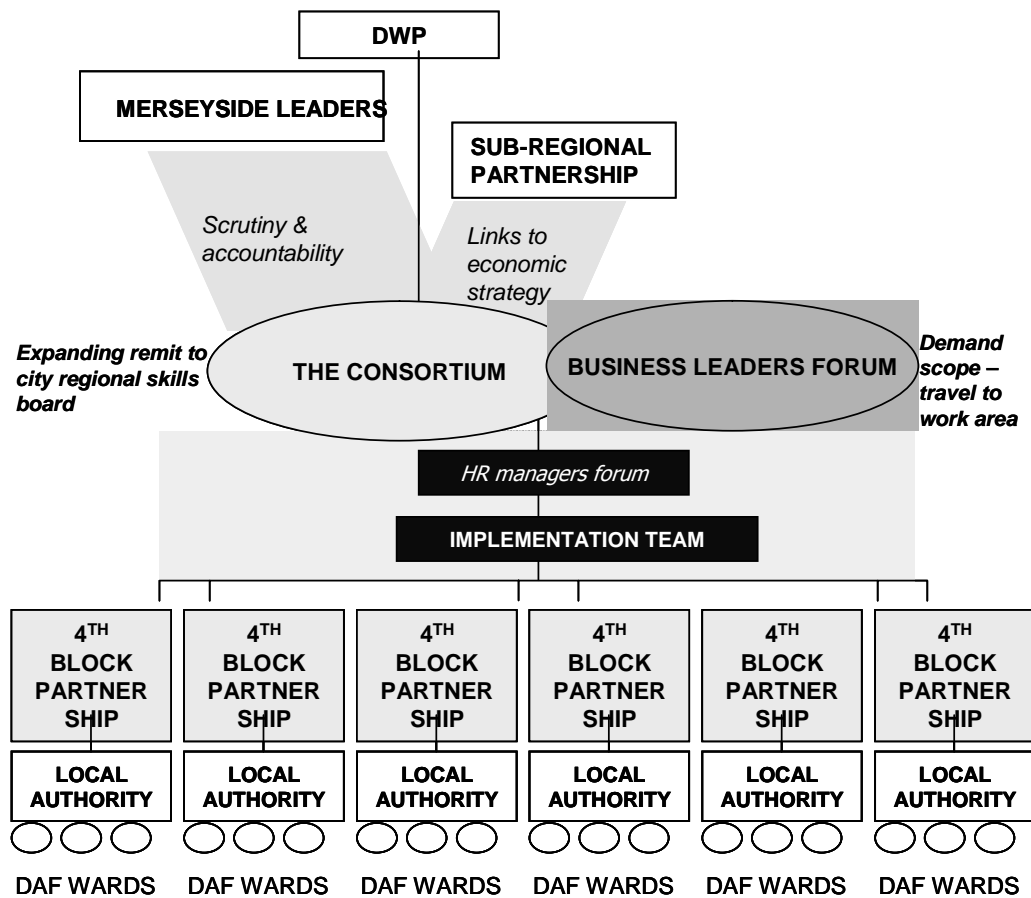 DWP
MERSEYSIDE LEADERS
SUB-REGIONAL
PARTNERSHIP
Scrutiny &
accountability
Links to
economic
strategy
Expanding remit to
city regional skills
board
THE CONSORTIUM
BUSINESS LEADERS FORUM
Demand
scope –
travel to
work area
HR managers forum
IMPLEMENTATION TEAM
4TH
BLOCK
PARTNER
SHIP
4TH
BLOCK
PARTNER
SHIP
4TH
BLOCK
PARTNER
SHIP
4TH
BLOCK
PARTNER
SHIP
4TH
BLOCK
PARTNER
SHIP
4TH
BLOCK
PARTNER
SHIP
LOCAL
AUTHORITY
LOCAL
AUTHORITY
LOCAL
AUTHORITY
LOCAL
AUTHORITY
LOCAL
AUTHORITY
LOCAL
AUTHORITY
DAF WARDS
DAF WARDS
DAF WARDS
DAF WARDS
DAF WARDS
DAF WARDS